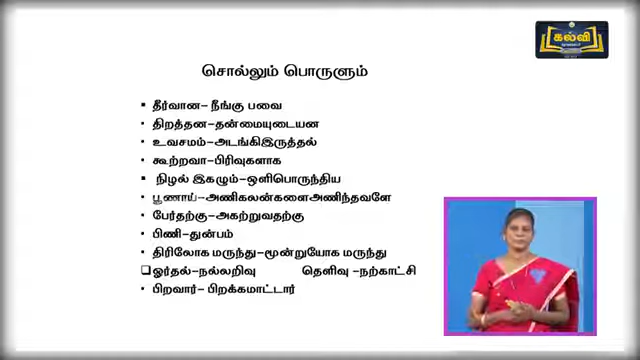 கல்வி
சொல்லும் பொருளும்
▪ தீர்வான– நீங்கு பவை
• திறத்தன–தன்மையுடையன
• உவசமம்–அடங்கிஇருத்தல்
• கூற்றவா–பிரிவுகளாக
▪ நிழல் இகழும்–ஒளிபொருந்திய
• பூணாய்–அணிகலன்களைஅணிந்தவளே
• பேர்தற்கு–அகற்றுவதற்கு
• பிணி–துன்பம்
• திரிலோக மருந்து–மூன்றுயோக மருந்து
❑ஓர்தல்–நல்லறிவு தெளிவு –நற்காட்சி
• பிறவார்– பிறக்கமாட்டார்